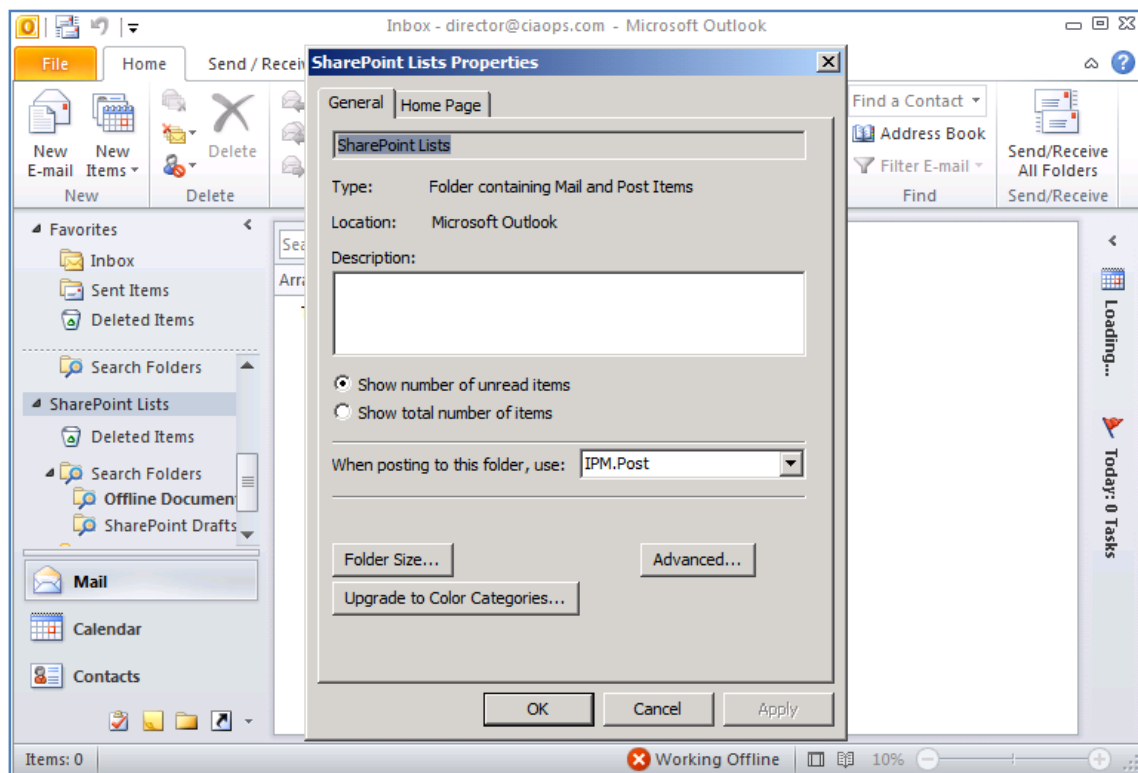 Inbox - director@ciaops.com - Microsoft Outlook
File
Home
Send / Recei
SharePoint Lists Properties
General
Home Page
SharePoint Lists
Type: Folder containing Mail and Post Items
Location: Microsoft Outlook
Description:
Show number of unread items
Show total number of items
When posting to this folder, use: IPM.Post
Folder Size...
Advanced...
Upgrade to Color Categories...
OK
Cancel
Apply
New
E-mail
New
Items
Delete
New
Delete
Find a Contact
Address Book
Filter E-mail
Find
Send/Receive
All Folders
Send/Receive
Favorites
Inbox
Sent Items
Deleted Items
Search Folders
SharePoint Lists
Deleted Items
Search Folders
Offline Documen
SharePoint Drafts
Mail
Calendar
Contacts
Sea
Arra
Loading...
Today: 0 Tasks
Items: 0
Working Offline
10%